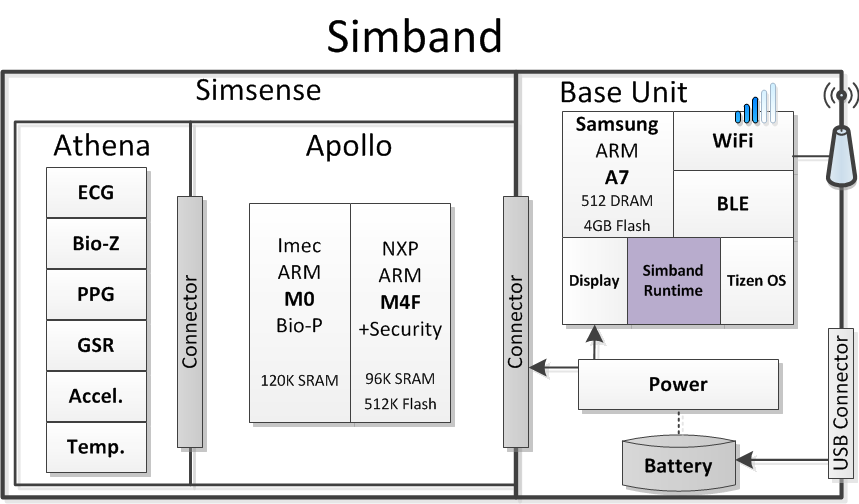 Simband
Simsense
Base Unit
Athena
Apollo
ECG
Bio-Z
PPG
GSR
Accel.
Temp.
Connector
Imec
ARM
M0
Bio-P
120K SRAM
NXP
ARM
M4F
+Security
96K SRAM
512K Flash
Connector
Samsung
ARM
A7
512 DRAM
4GB Flash
WiFi
BLE
Display
Simband
Runtime
Tizen OS
Power
Battery
USB Connector